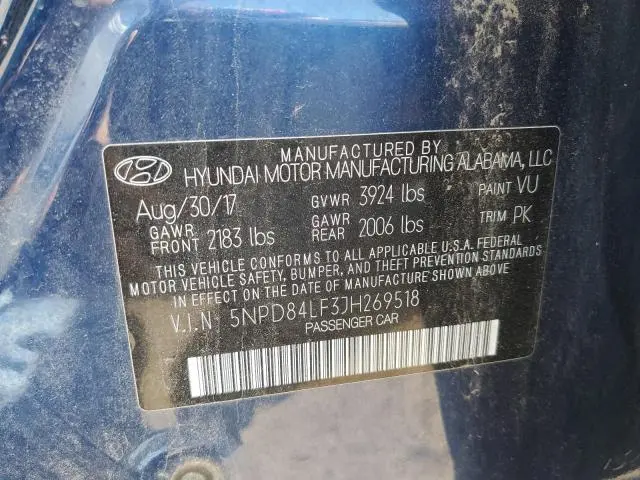 MANUFACTURED BY
HYUNDAI MOTOR MANUFACTURING ALABAMA, LLC
Aug/30/17 GVWR 3924 lbs PAINT VU
GAWR FRONT 2183 lbs GAWR REAR 2006 lbs TRIM PK
THIS VEHICLE CONFORMS TO ALL APPLICABLE U.S.A. FEDERAL
MOTOR VEHICLE SAFETY, BUMPER, AND THEFT PREVENTION STANDARDS
IN EFFECT ON THE DATE OF MANUFACTURE SHOWN ABOVE
V.I.N 5NPD84LF3JH269518
PASSENGER CAR